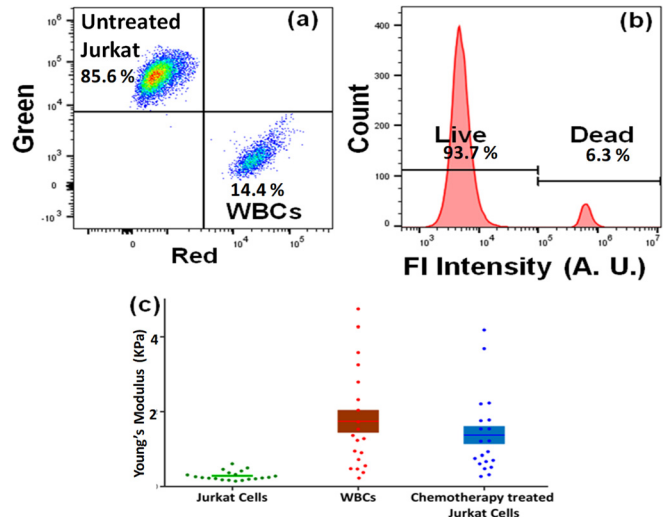 (a)
Untreated
Jurkat
85.6 %
14.4 %
WBCs
Green
10⁶
10⁵
10⁴
10³
0
-10³
0
10⁴
10⁵
Red
(b)
Count
400
300
200
100
0
Live
93.7 %
Dead
6.3 %
10³
10⁴
10⁵
10⁶
10⁷
FI Intensity (A. U.)
(c)
Young's Modulus (KPa)
4
2
Jurkat Cells
WBCs
Chemotherapy treated
Jurkat Cells